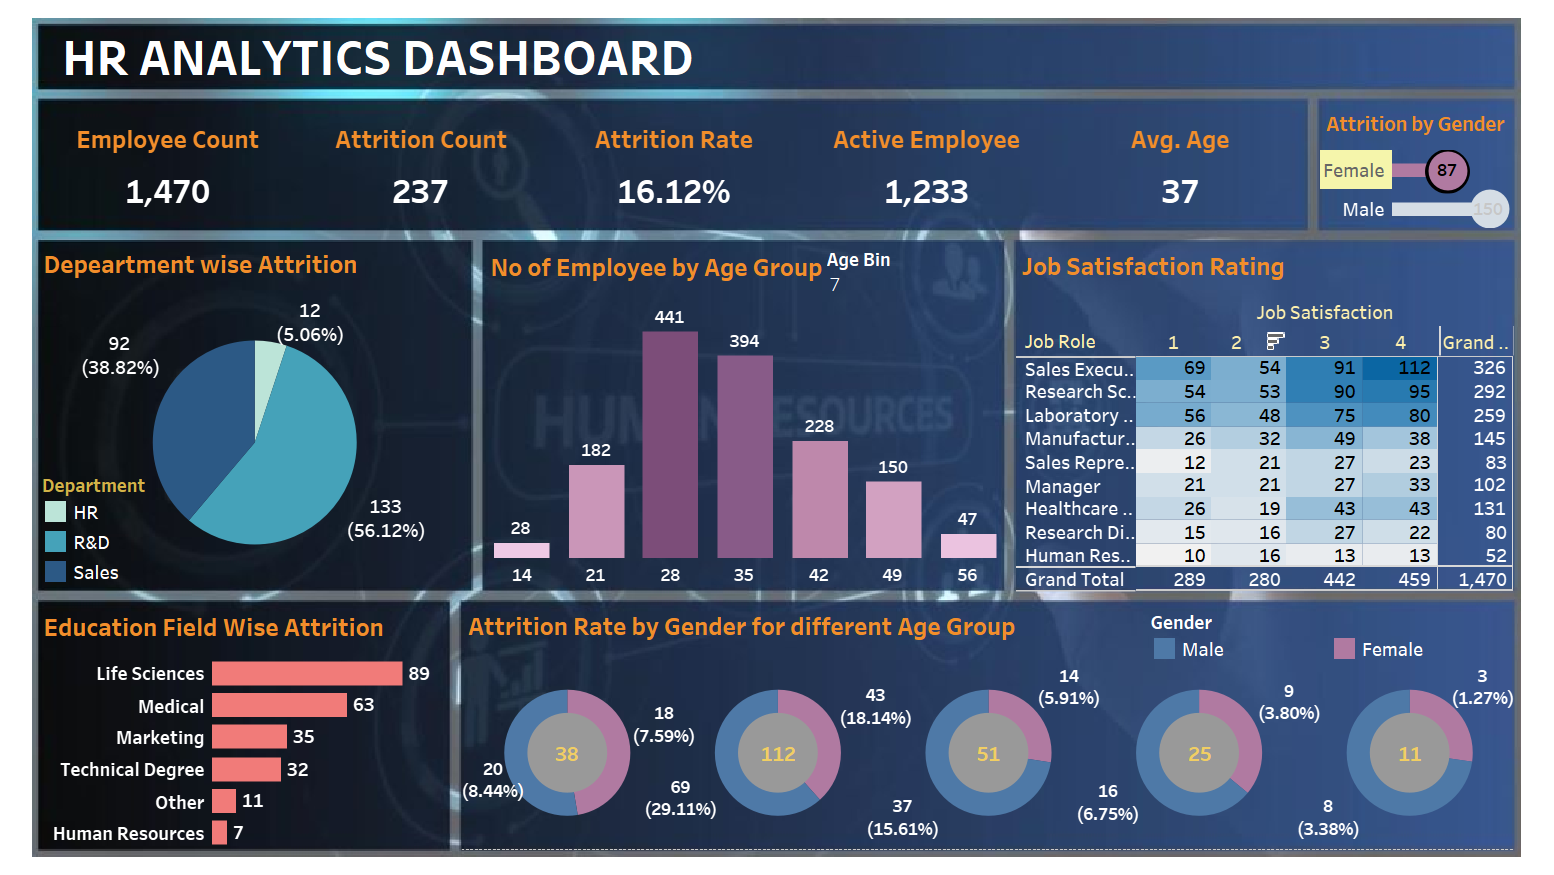 HR ANALYTICS DASHBOARD
Employee Count
1,470
Attrition Count
237
Attrition Rate
16.12%
Active Employee
1,233
Avg. Age
37
Attrition by Gender
Female 87
Male 150
Depeartment wise Attrition
12
(5.06%)
92
(38.82%)
133
(56.12%)
Department
HR
R&D
Sales
No of Employee by Age Group
Age Bin
7
28 182 441 394 228 150 47
14 21 28 35 42 49 56
HUMAN RESOURCES
Job Satisfaction Rating
Job Satisfaction
Job Role 1 2 3 4 Grand ..
Sales Execu.. 69 54 91 112 326
Research Sc.. 54 53 90 95 292
Laboratory .. 56 48 75 80 259
Manufactur.. 26 32 49 38 145
Sales Repre.. 12 21 27 23 83
Manager 21 21 27 33 102
Healthcare .. 26 19 43 43 131
Research Di.. 15 16 27 22 80
Human Res.. 10 16 13 13 52
Grand Total 289 280 442 459 1,470
Education Field Wise Attrition
Life Sciences 89
Medical 63
Marketing 35
Technical Degree 32
Other 11
Human Resources 7
Attrition Rate by Gender for different Age Group
Gender
Male Female
38
18
(7.59%)
20
(8.44%)
112
43
(18.14%)
69
(29.11%)
51
14
(5.91%)
37
(15.61%)
25
9
(3.80%)
16
(6.75%)
11
3
(1.27%)
8
(3.38%)